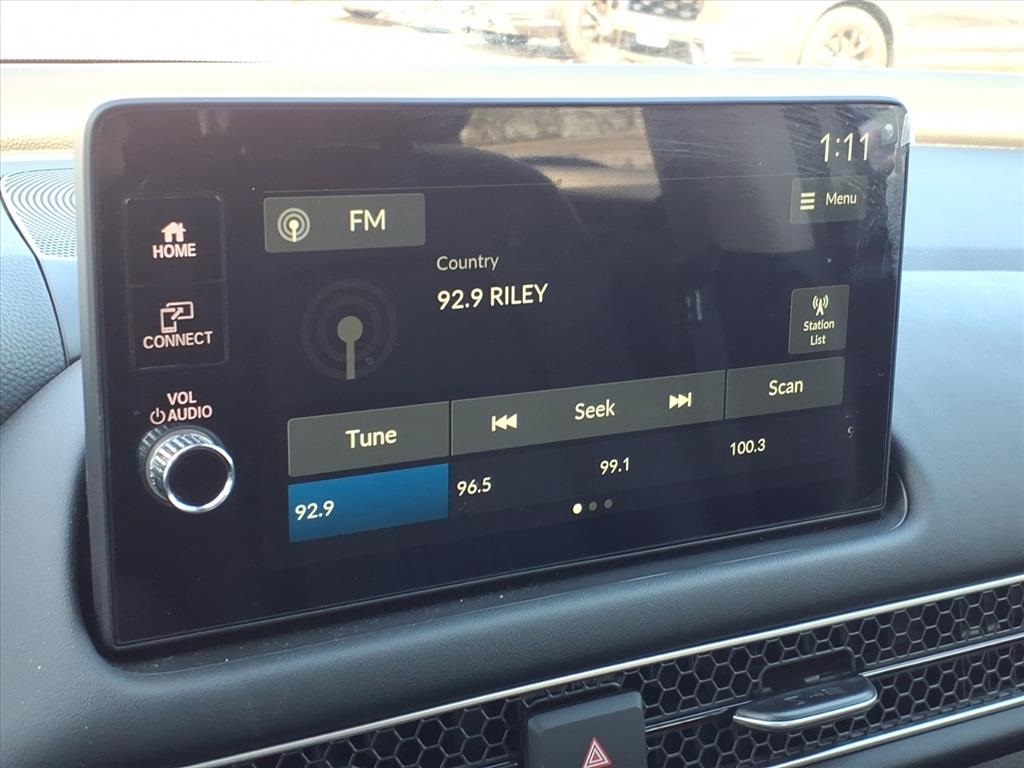 1:11
HOME
FM
Menu
Country
92.9 RILEY
CONNECT
Station
List
VOL
AUDIO
Tune
Seek
Scan
92.9
96.5
99.1
100.3